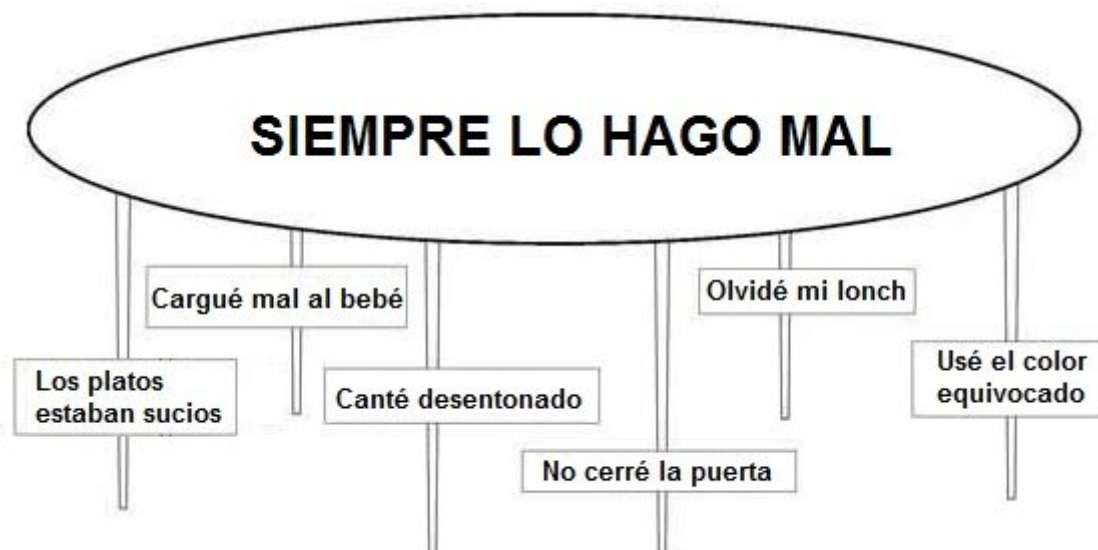 SIEMPRE LO HAGO MAL
Cargué mal al bebé
Olvidé mi lonch
Los platos
estaban sucios
Canté desentonado
Usé el color
equivocado
No cerré la puerta